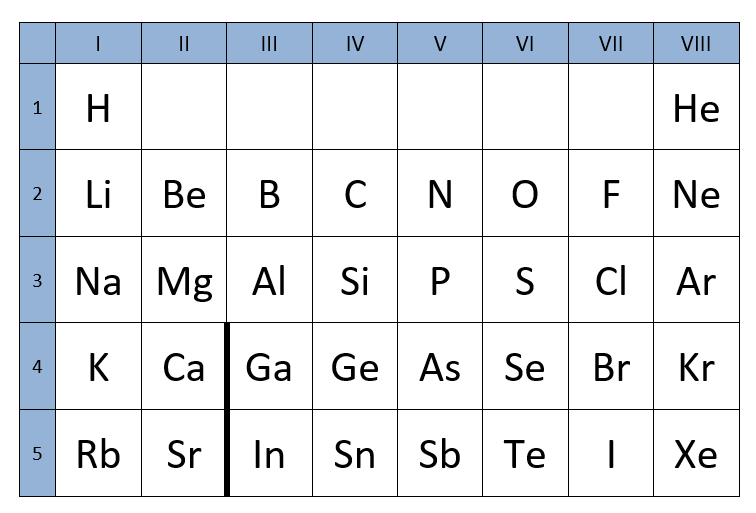 I II III IV V VI VII VIII
1 H He
2 Li Be B C N O F Ne
3 Na Mg Al Si P S Cl Ar
4 K Ca Ga Ge As Se Br Kr
5 Rb Sr In Sn Sb Te I Xe